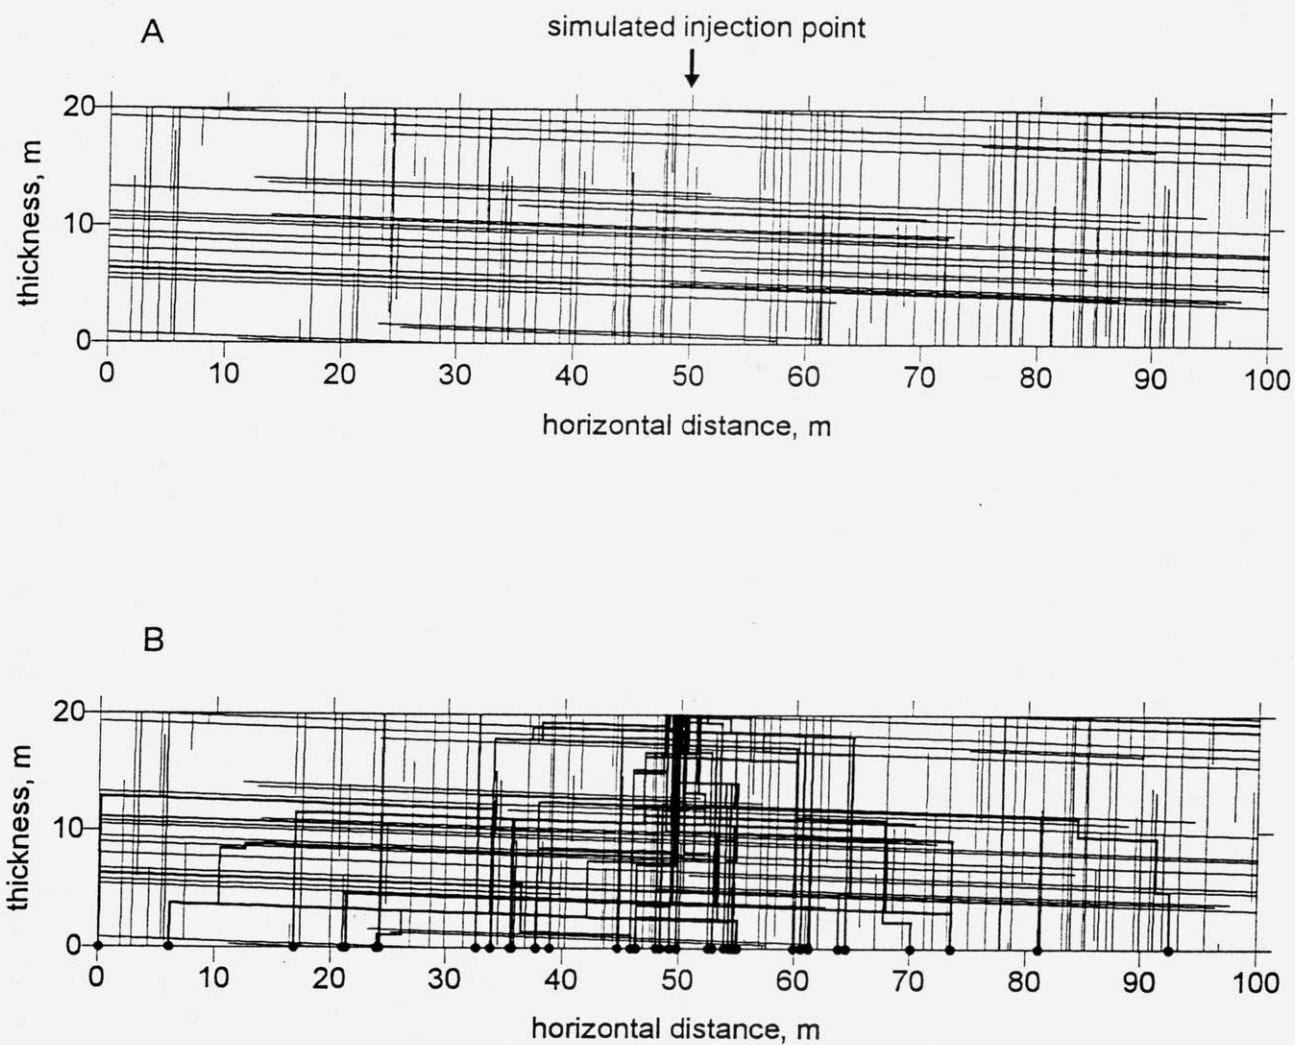 A
simulated injection point
20
10
0
thickness, m
0 10 20 30 40 50 60 70 80 90 100
horizontal distance, m
B
20
10
0
thickness, m
0 10 20 30 40 50 60 70 80 90 100
horizontal distance, m